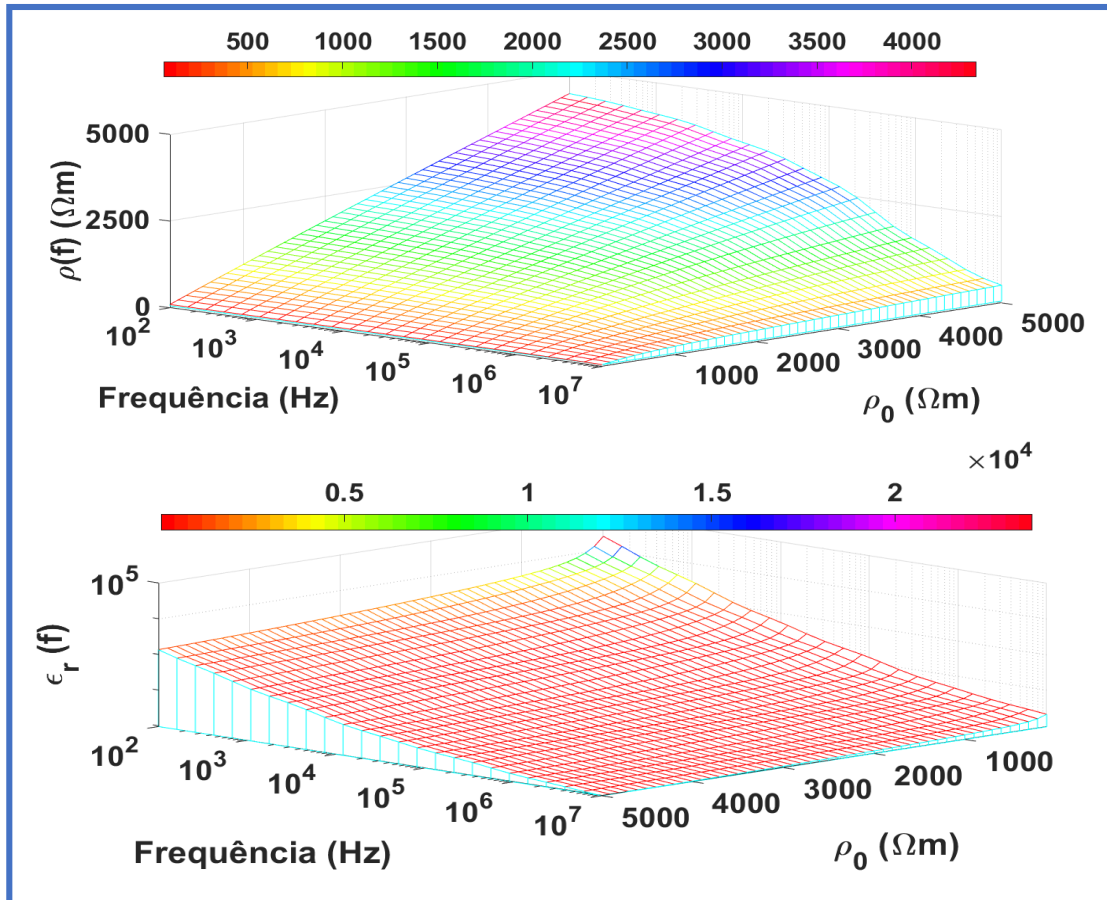 500 1000 1500 2000 2500 3000 3500 4000
5000
2500
0
ρ(f) (Ωm)
10² 10³ 10⁴ 10⁵ 10⁶ 10⁷
1000 2000 3000 4000 5000
Frequência (Hz)
ρ₀ (Ωm)
×10⁴
0.5 1 1.5 2
10⁵
ϵᵣ (f)
10² 10³ 10⁴ 10⁵ 10⁶ 10⁷
5000 4000 3000 2000 1000
Frequência (Hz)
ρ₀ (Ωm)